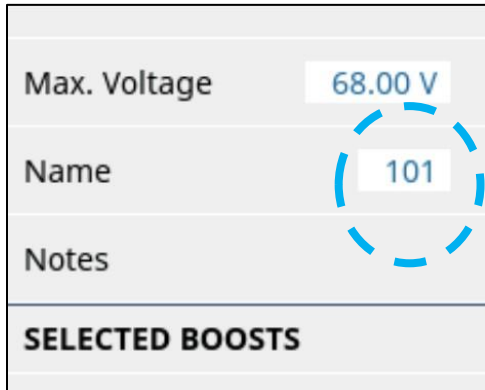 Max. Voltage 68.00 V
Name 101
Notes
SELECTED BOOSTS